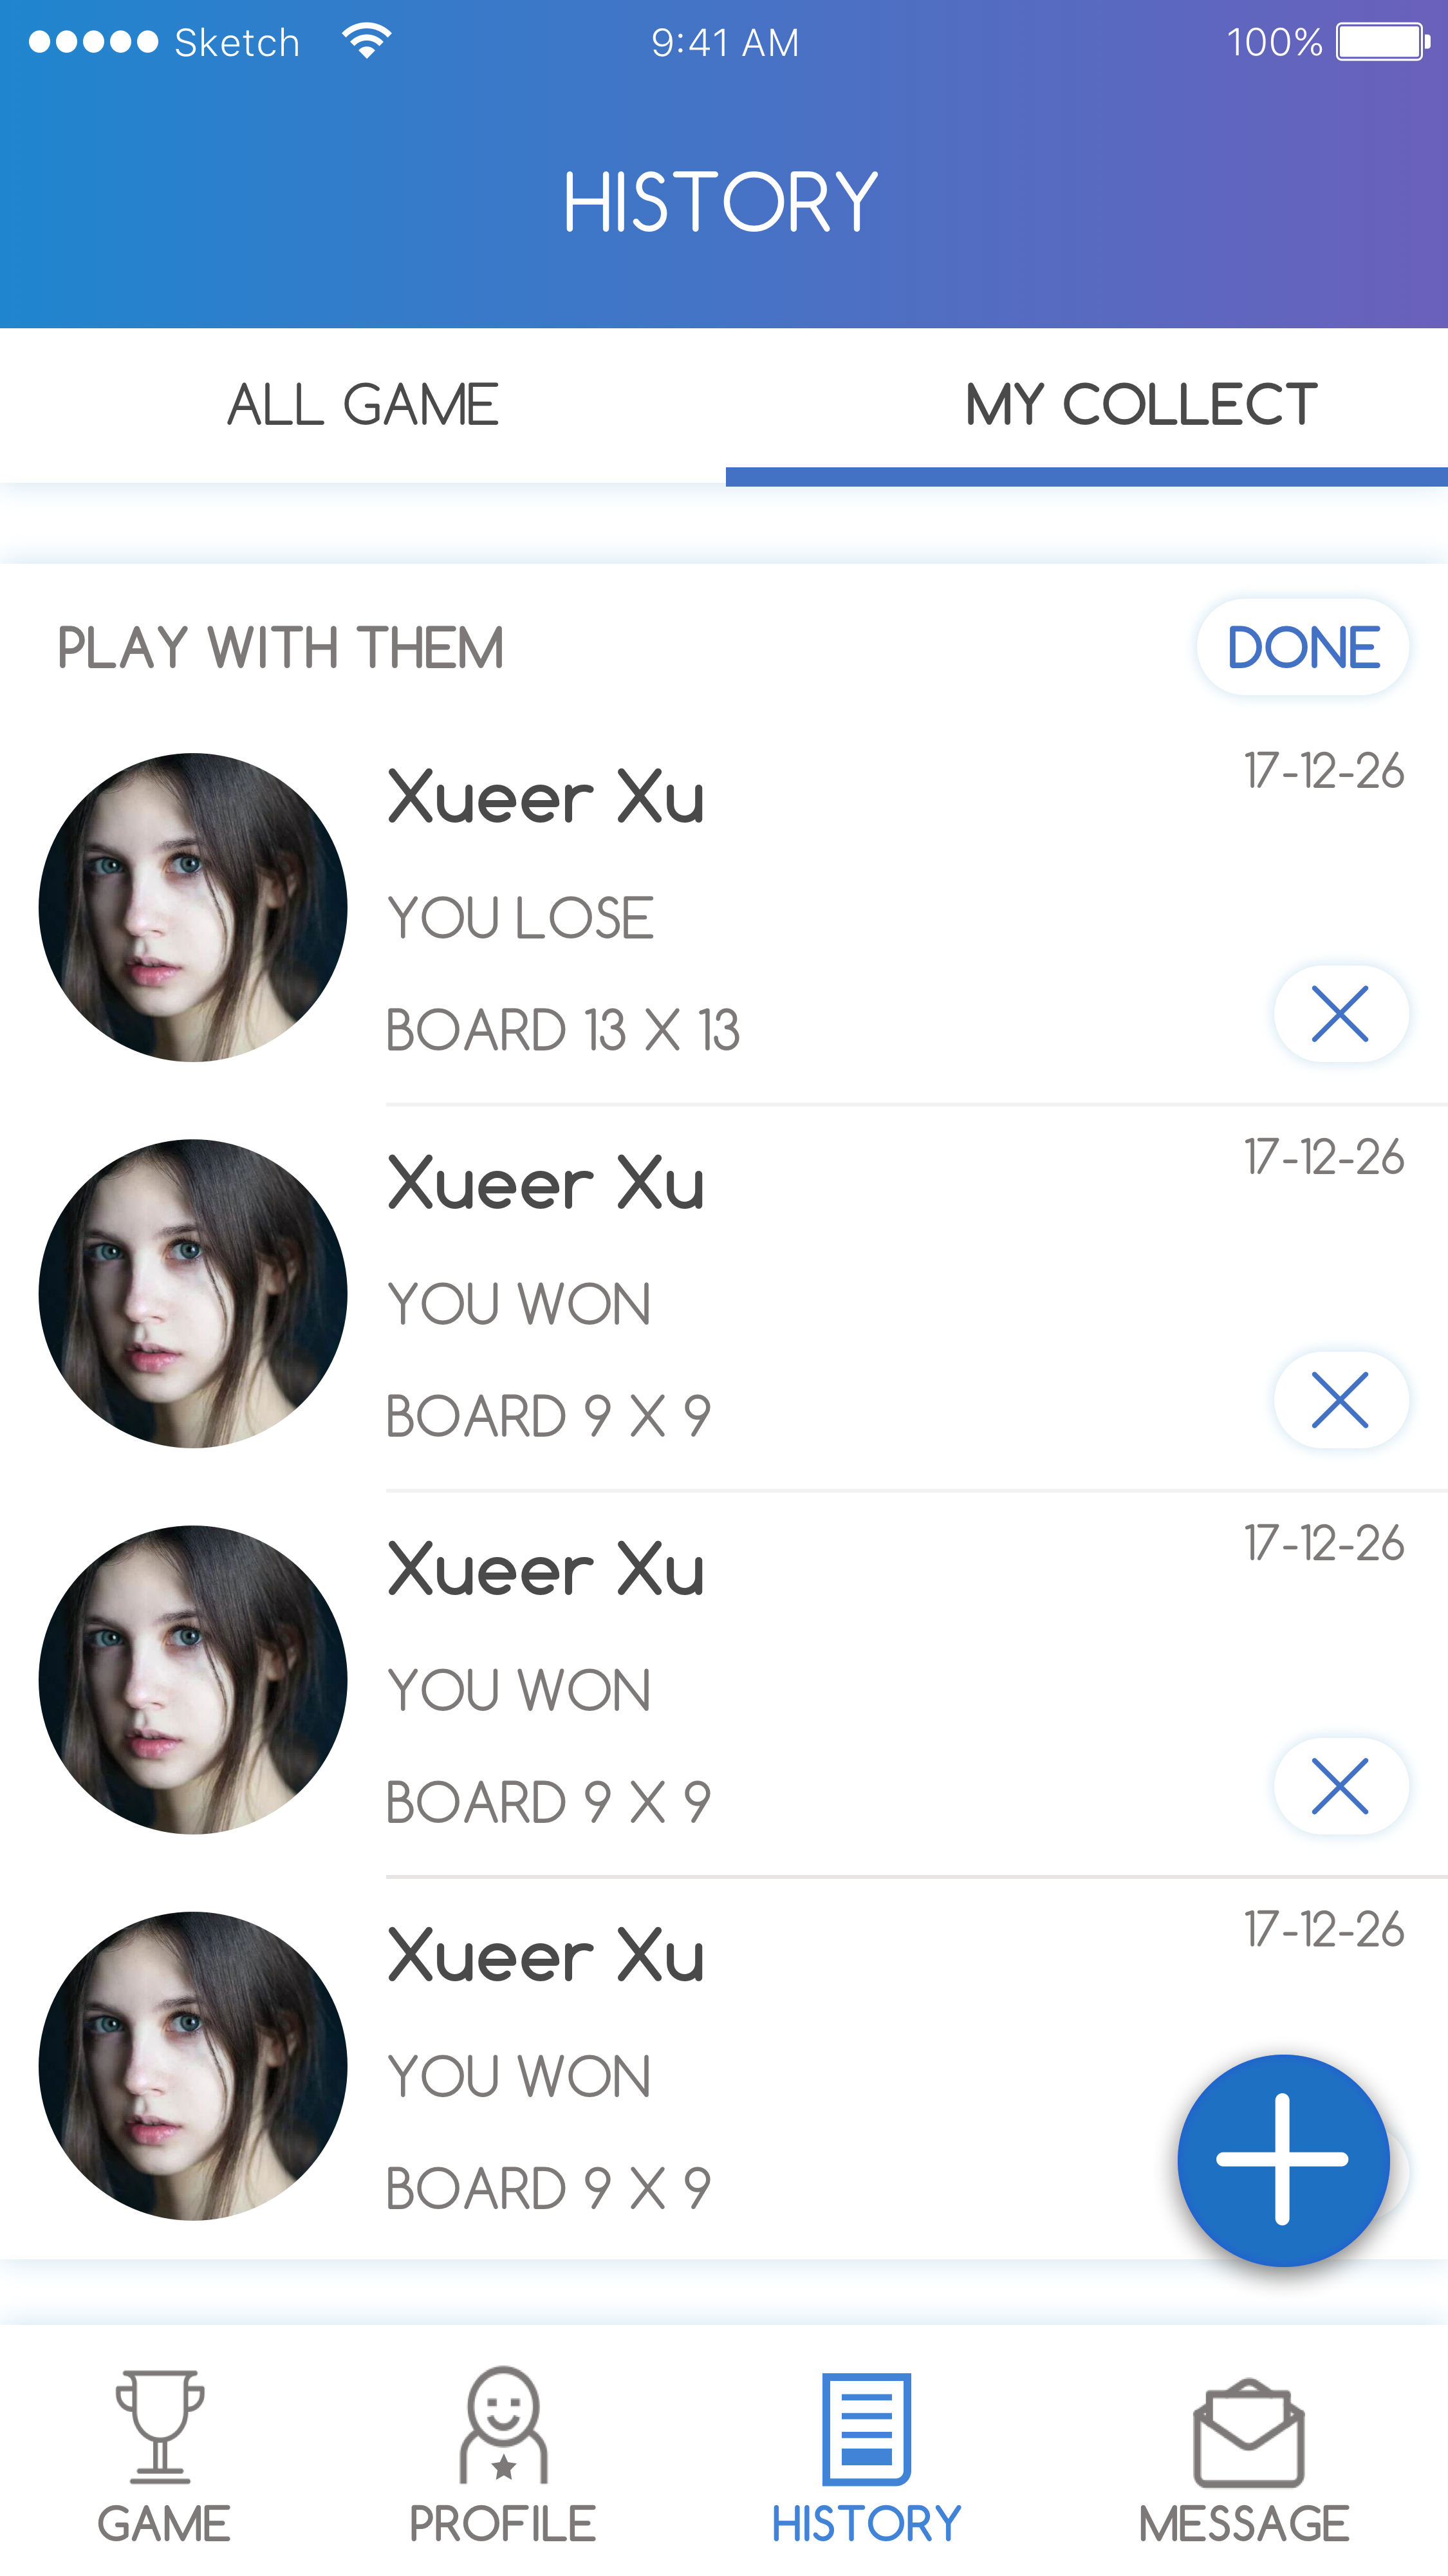 Sketch 9:41 AM 100%
HISTORY
ALL GAME MY COLLECT
PLAY WITH THEM DONE
Xueer Xu 17-12-26
YOU LOSE
BOARD 13 X 13
Xueer Xu 17-12-26
YOU WON
BOARD 9 X 9
Xueer Xu 17-12-26
YOU WON
BOARD 9 X 9
Xueer Xu 17-12-26
YOU WON
BOARD 9 X 9
GAME PROFILE HISTORY MESSAGE